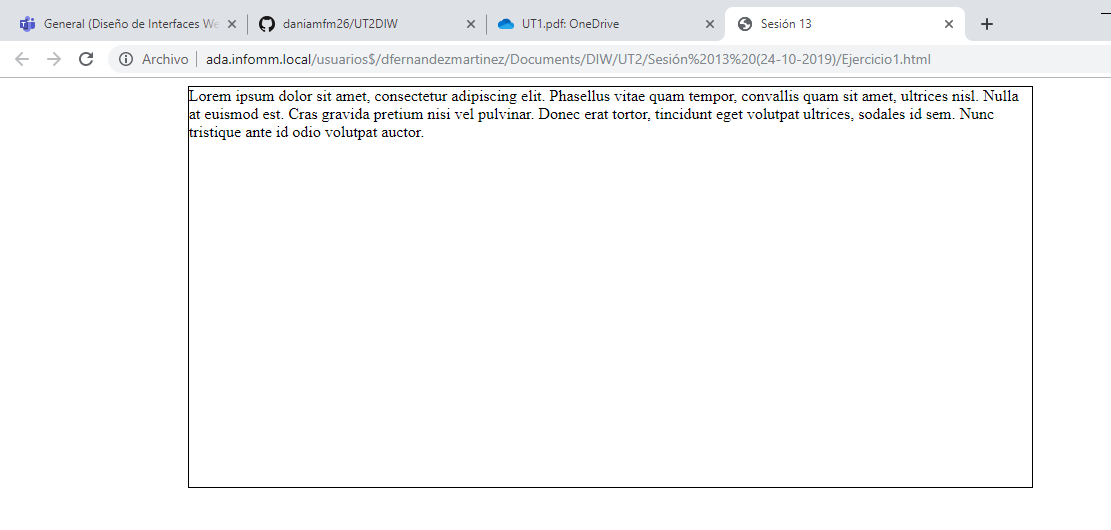 General (Diseño de Interfaces We
daniamfm26/UT2DIW
UT1.pdf: OneDrive
Sesión 13
Archivo
ada.infomm.local/usuarios$/dfernandezmartinez/Documents/DIW/UT2/Sesión%2013%20(24-10-2019)/Ejercicio1.html
Lorem ipsum dolor sit amet, consectetur adipiscing elit. Phasellus vitae quam tempor, convallis quam sit amet, ultrices nisl. Nulla
at euismod est. Cras gravida pretium nisi vel pulvinar. Donec erat tortor, tincidunt eget volutpat ultrices, sodales id sem. Nunc
tristique ante id odio volutpat auctor.